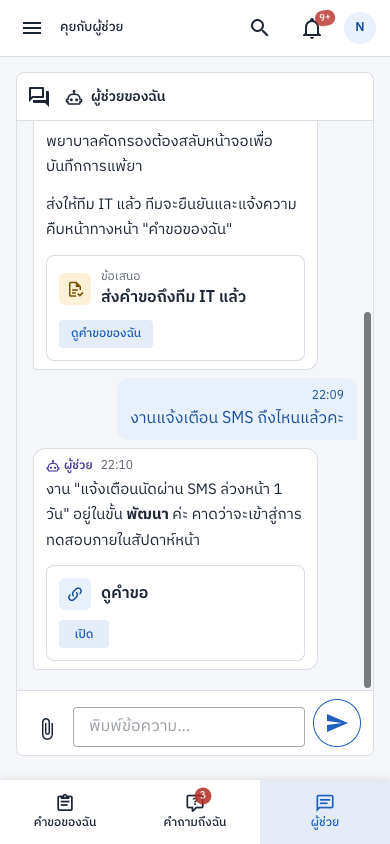 คุยกับผู้ช่วย
9+
N
ผู้ช่วยของฉัน
พยาบาลคัดกรองต้องสลับหน้าจอเพื่อ
บันทึกการแพ้ยา
ส่งให้ทีม IT แล้ว ทีมจะยืนยันและแจ้งความ
คืบหน้าทางหน้า "คำขอของฉัน"
ข้อเสนอ
ส่งคำขอถึงทีม IT แล้ว
ดูคำขอของฉัน
22:09
งานแจ้งเตือน SMS ถึงไหนแล้วคะ
ผู้ช่วย 22:10
งาน "แจ้งเตือนนัดผ่าน SMS ล่วงหน้า 1
วัน" อยู่ในขั้น พัฒนา ค่ะ คาดว่าจะเข้าสู่การ
ทดสอบภายในสัปดาห์หน้า
ดูคำขอ
เปิด
พิมพ์ข้อความ...
3
คำขอของฉัน
คำถามถึงฉัน
ผู้ช่วย